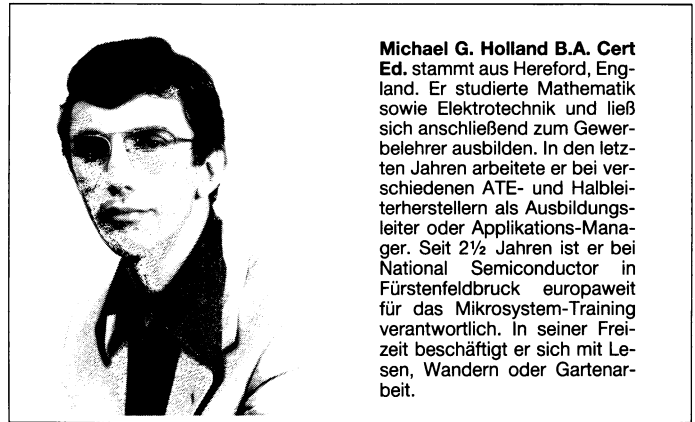 Michael G. Holland B.A. Cert
Ed. stammt aus Hereford, Eng-
land. Er studierte Mathematik
sowie Elektrotechnik und ließ
sich anschließend zum Gewer-
belehrer ausbilden. In den letz-
ten Jahren arbeitete er bei ver-
schiedenen ATE- und Halblei-
terherstellern als Ausbildungs-
leiter oder Applikations-Mana-
ger. Seit 2½ Jahren ist er bei
National Semiconductor in
Fürstenfeldbruck europaweit
für das Mikrosystem-Training
verantwortlich. In seiner Frei-
zeit beschäftigt er sich mit Le-
sen, Wandern oder Gartenar-
beit.